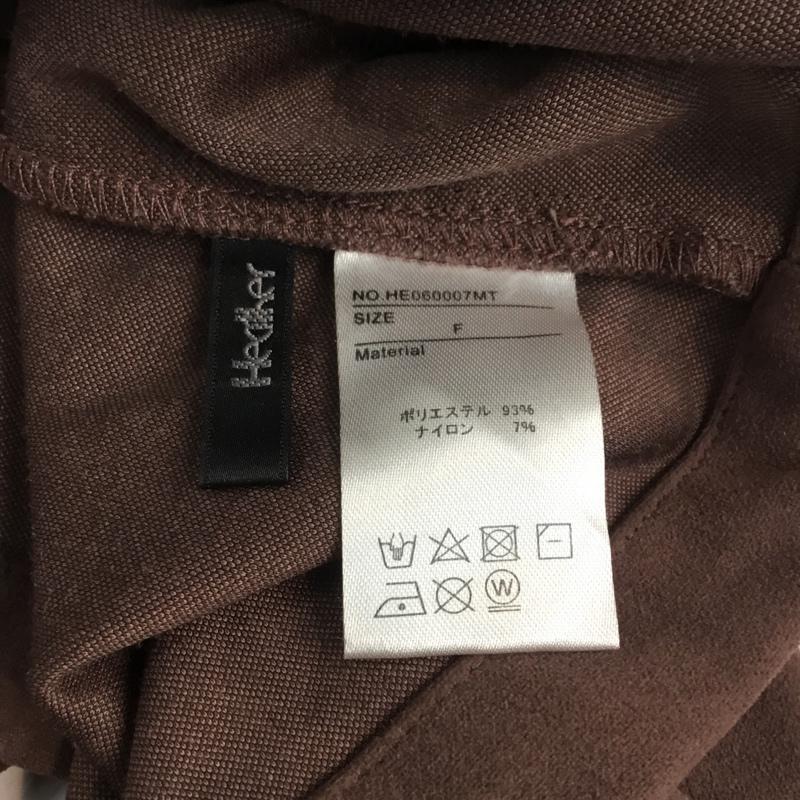 Heather
NO.HE060007MT
SIZE
F
Material
ポリエステル 93%
ナイロン 7%
W